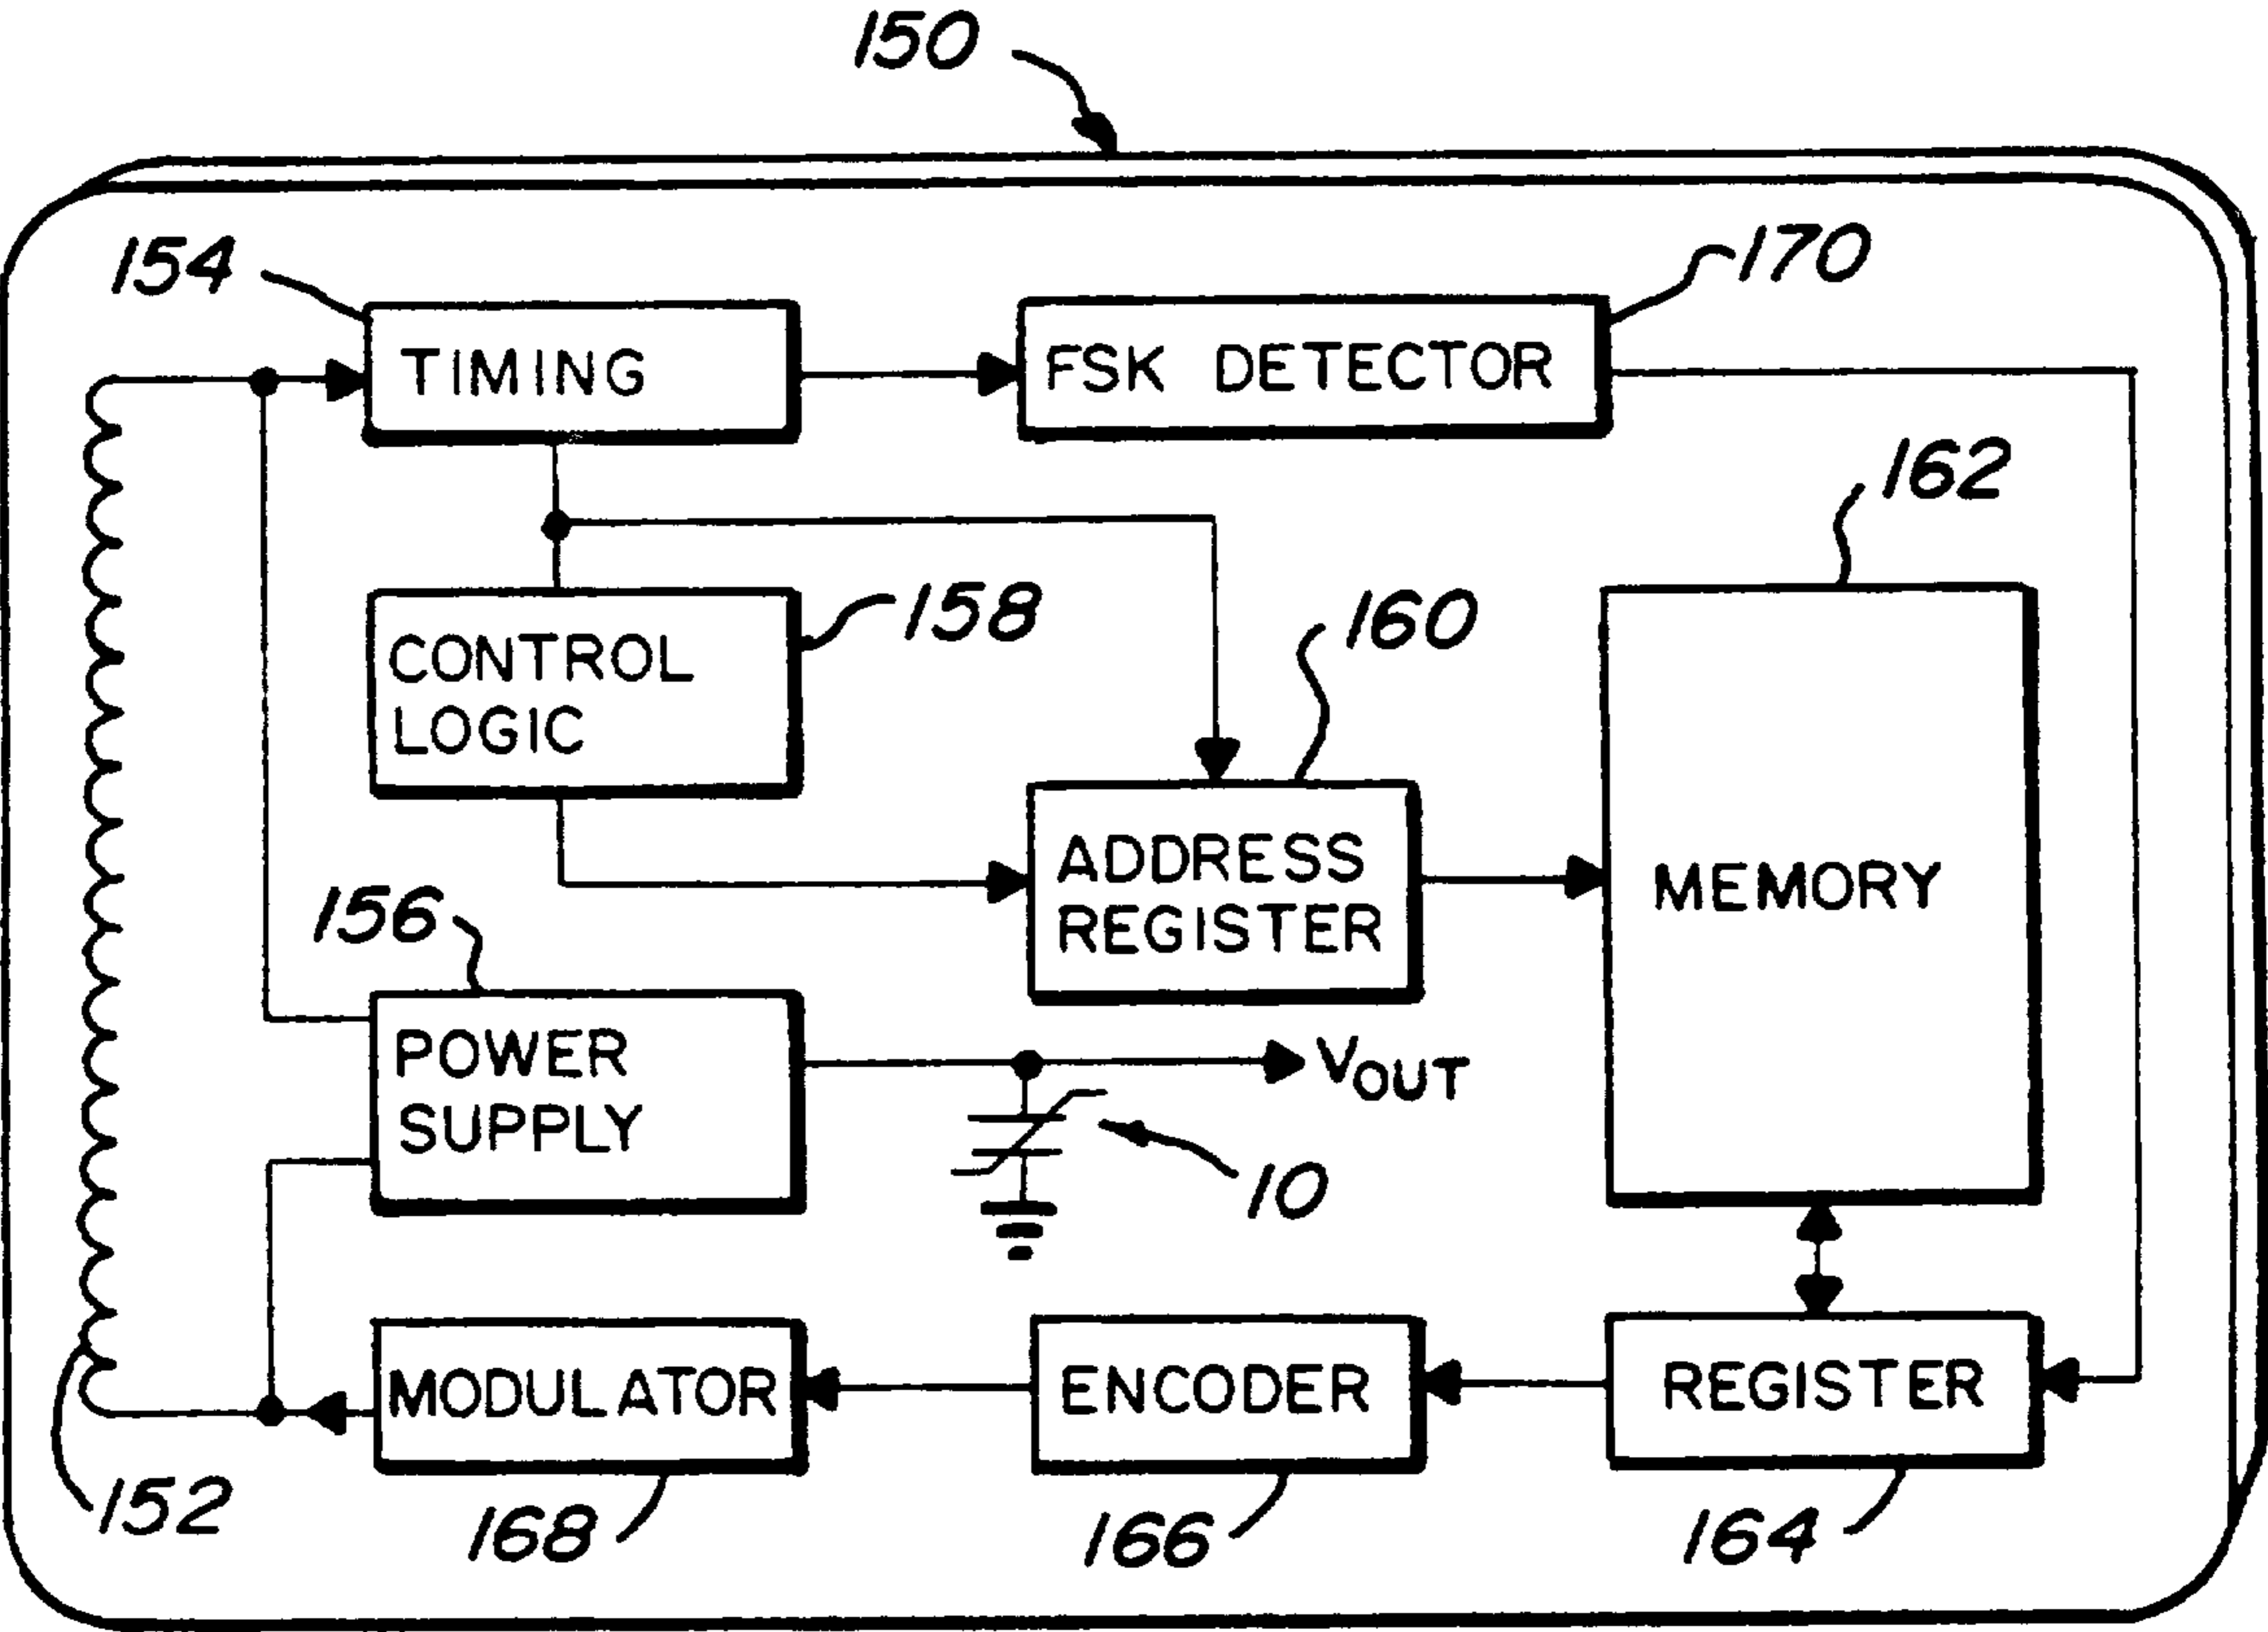 150
154
170
TIMING
FSK DETECTOR
162
158
160
CONTROL
LOGIC
ADDRESS
REGISTER
MEMORY
156
POWER
SUPPLY
VOUT
10
MODULATOR
ENCODER
REGISTER
152
168
166
164